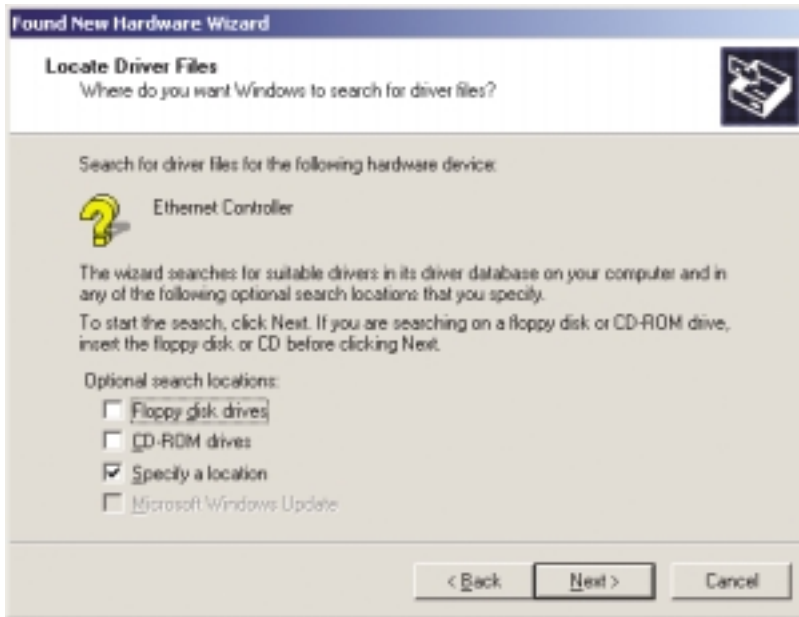 Found New Hardware Wizard
Locate Driver Files
Where do you want Windows to search for driver files?
Search for driver files for the following hardware device:
Ethernet Controller
The wizard searches for suitable drivers in its driver database on your computer and in
any of the following optional search locations that you specify.
To start the search, click Next. If you are searching on a floppy disk or CD-ROM drive,
insert the floppy disk or CD before clicking Next.
Optional search locations:
Floppy disk drives
CD-ROM drives
Specify a location
Microsoft Windows Update
< Back Next > Cancel